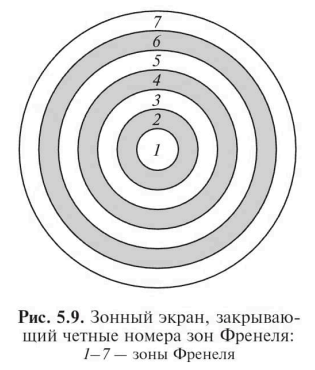 7
6
5
4
3
2
1
Рис. 5.9. Зонный экран, закрываю-
щий четные номера зон Френеля:
1–7 — зоны Френеля